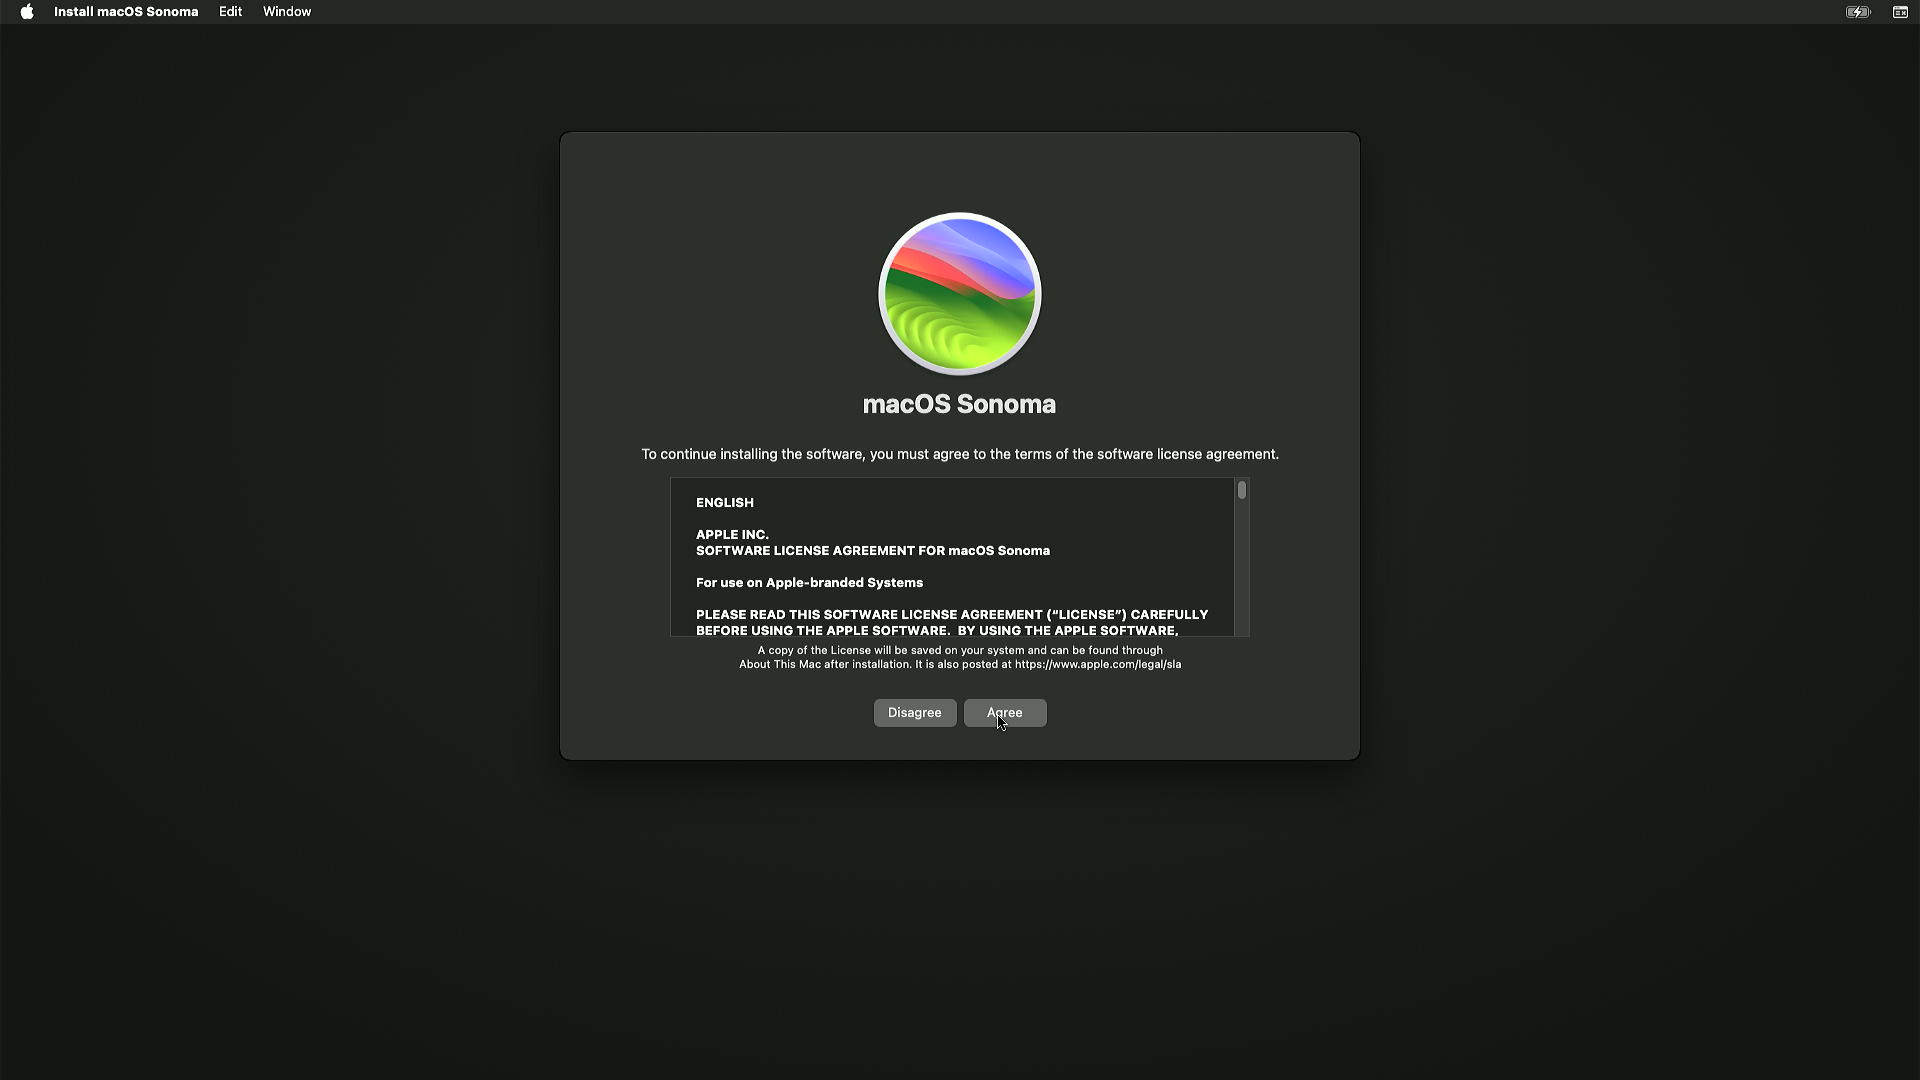 Install macOS Sonoma Edit Window
macOS Sonoma
To continue installing the software, you must agree to the terms of the software license agreement.
ENGLISH
APPLE INC.
SOFTWARE LICENSE AGREEMENT FOR macOS Sonoma
For use on Apple-branded Systems
PLEASE READ THIS SOFTWARE LICENSE AGREEMENT (“LICENSE”) CAREFULLY
BEFORE USING THE APPLE SOFTWARE.  BY USING THE APPLE SOFTWARE,
A copy of the License will be saved on your system and can be found through
About This Mac after installation. It is also posted at https://www.apple.com/legal/sla
Disagree Agree